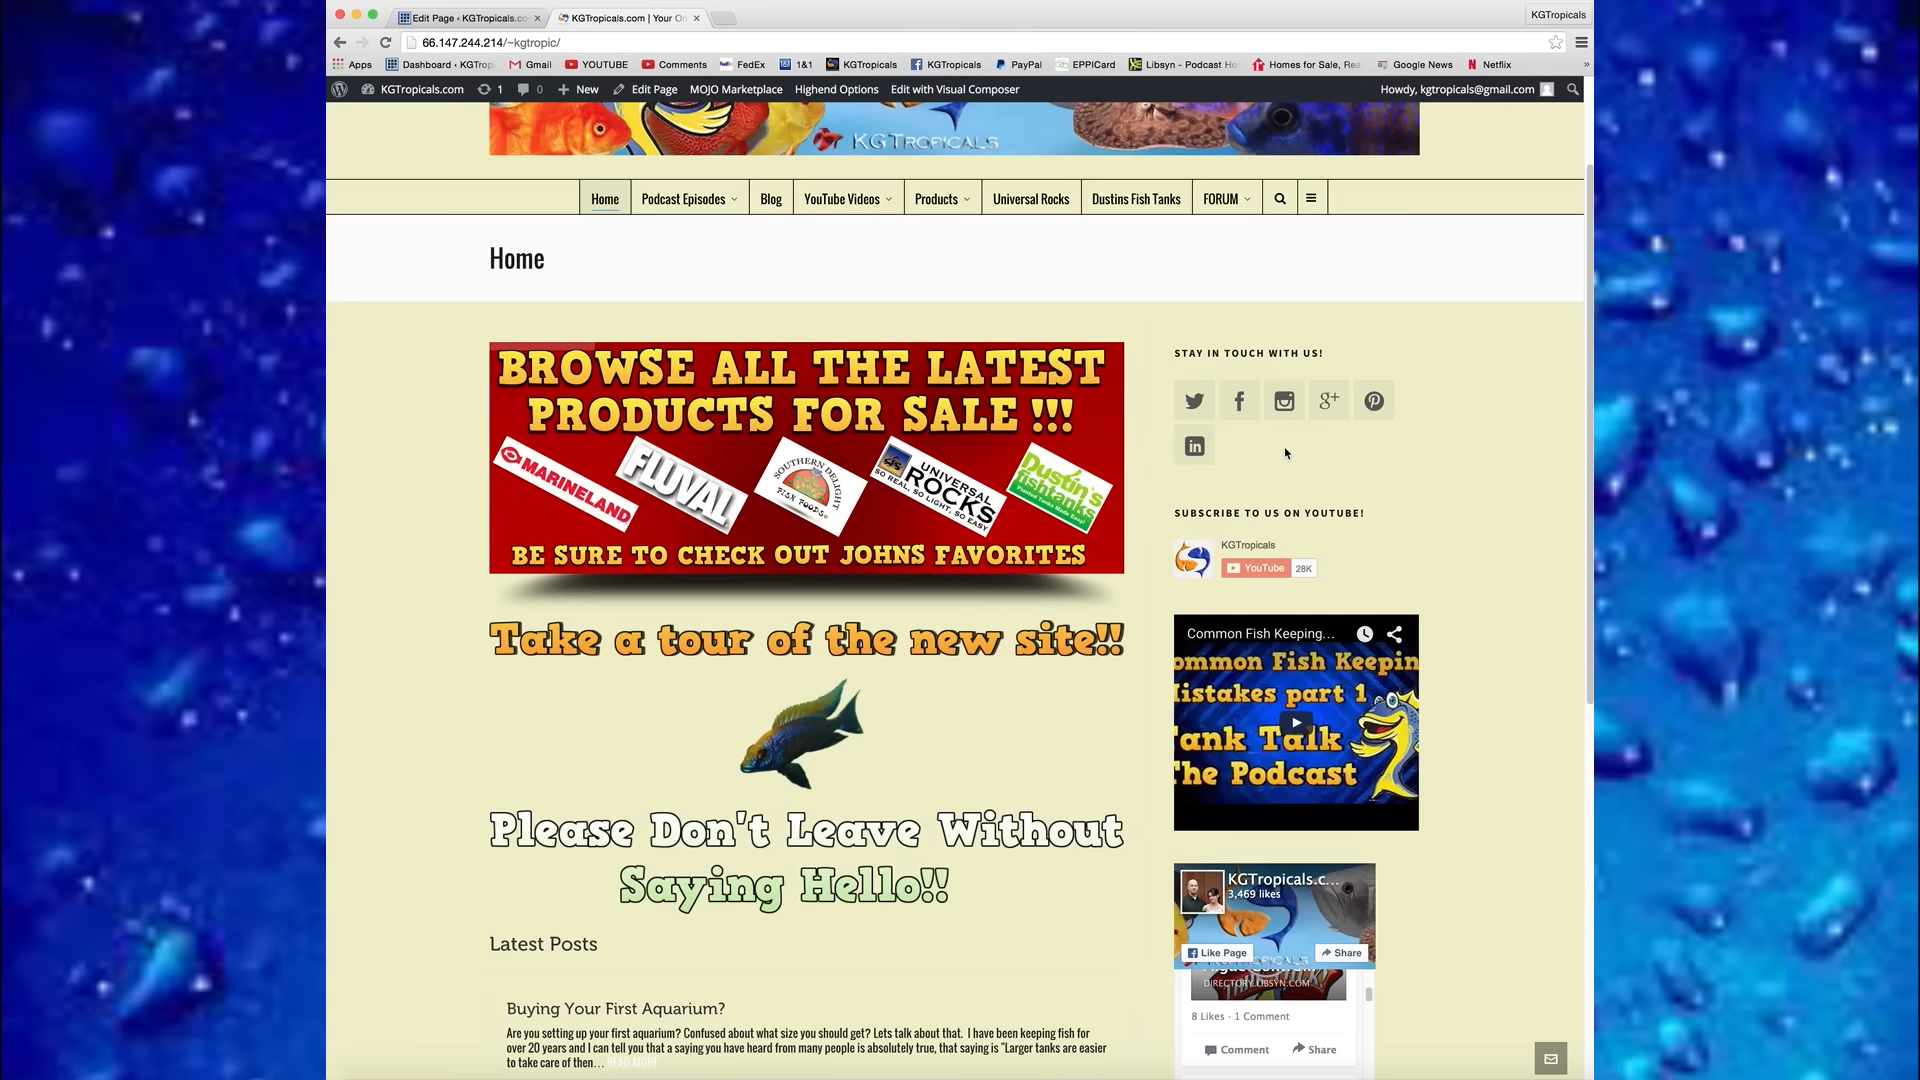 Edit Page ‹ KGTropicals.co
KGTropicals.com | Your On
KGTropicals
66.147.244.214/~kgtropic/
Apps
Dashboard ‹ KGTrop
Gmail
YOUTUBE
Comments
FedEx
1&1
KGTropicals
KGTropicals
PayPal
EPPICard
Libsyn - Podcast Ho
Homes for Sale, Rea
Google News
Netflix
»
KGTropicals.com
1
0
New
Edit Page
MOJO Marketplace
Highend Options
Edit with Visual Composer
Howdy, kgtropicals@gmail.com
KGTROPICALS
Home
Podcast Episodes
Blog
YouTube Videos
Products
Universal Rocks
Dustins Fish Tanks
FORUM
Home
BROWSE ALL THE LATEST
PRODUCTS FOR SALE !!!
MARINELAND
FLUVAL
SOUTHERN DELIGHT
FISH FOODS
UNIVERSAL
ROCKS
SO REAL, SO LIGHT, SO EASY
Dustin's
fishtanks
Planted Tanks Made Easy!
BE SURE TO CHECK OUT JOHNS FAVORITES
Take a tour of the new site!!
Please Don't Leave Without
Saying Hello!!
Latest Posts
Buying Your First Aquarium?
Are you setting up your first aquarium? Confused about what size you should get? Lets talk about that. I have been keeping fish for
over 20 years and I can tell you that a saying you have heard from many people is absolutely true, that saying is "Larger tanks are easier
to take care of then… READ MORE
STAY IN TOUCH WITH US!
SUBSCRIBE TO US ON YOUTUBE!
KGTropicals
YouTube
28K
Common Fish Keeping...
ommon Fish Keepin
istakes part 1
ank Talk
he Podcast
KGTropicals.c...
3,469 likes
Like Page
Share
DIRECTORY.LIBSYN.COM
8 Likes · 1 Comment
Comment
Share